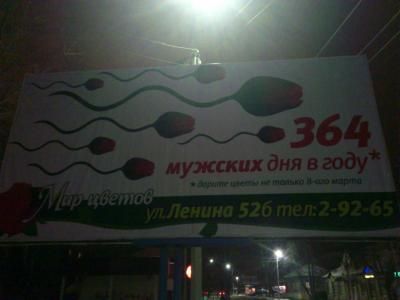 364
мужских дня в году*
*дарите цветы не только 8-ого марта
Мир цветов
ул.Ленина 52б тел:2-92-65